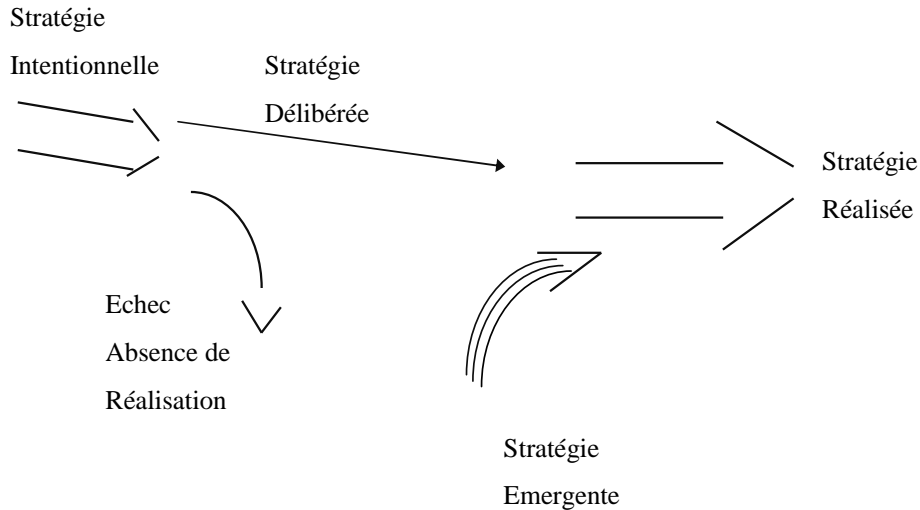 Stratégie
Intentionnelle
Stratégie
Délibérée
Stratégie
Réalisée
Echec
Absence de
Réalisation
Stratégie
Emergente